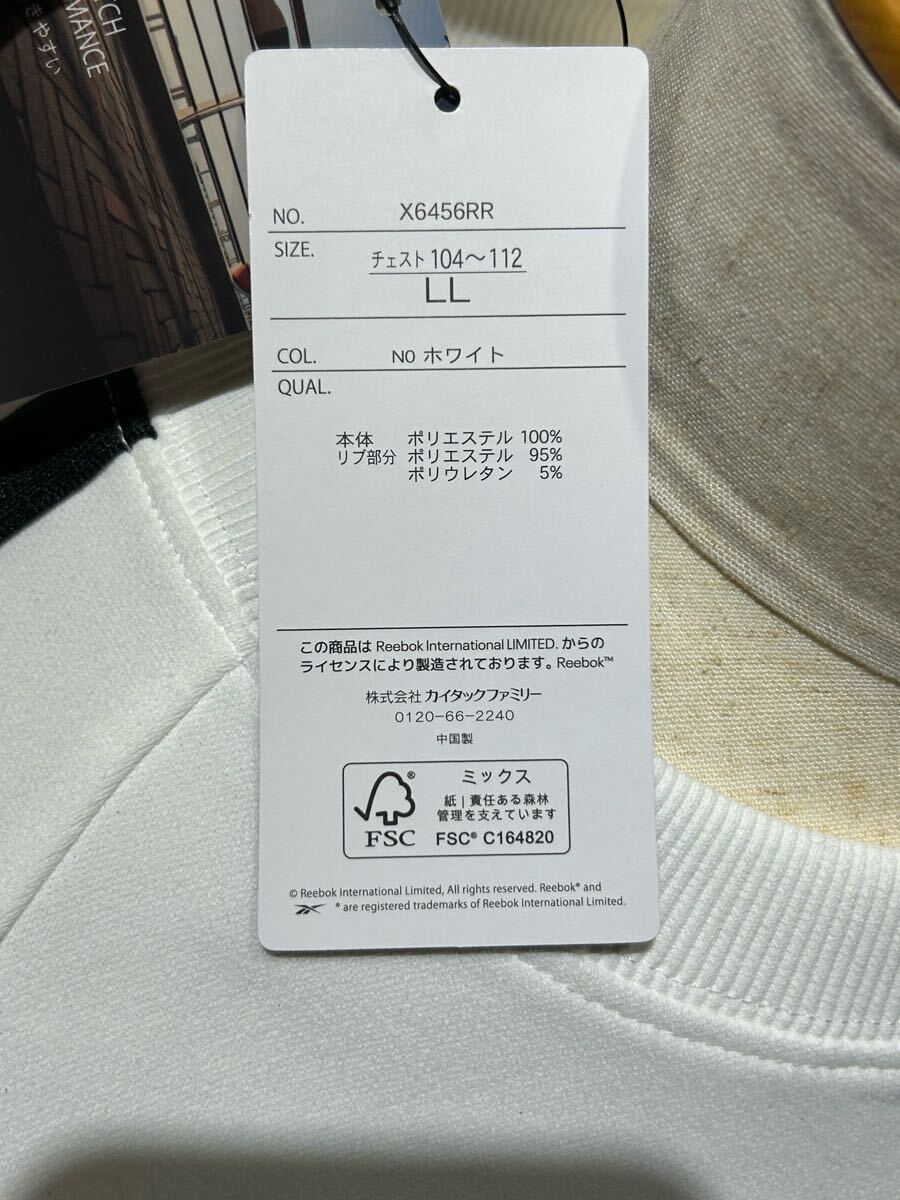 NO. X6456RR
SIZE. チェスト 104～112
LL
COL. N0 ホワイト
QUAL.
本体 ポリエステル 100%
リブ部分 ポリエステル 95%
ポリウレタン 5%
この商品は Reebok International LIMITED. からの
ライセンスにより製造されております。Reebok™
株式会社 カイタックファミリー
0120-66-2240
中国製
ミックス
紙 | 責任ある森林
管理を支えています
FSC® C164820
FSC ®
© Reebok International Limited, All rights reserved. Reebok® and
® are registered trademarks of Reebok International Limited.